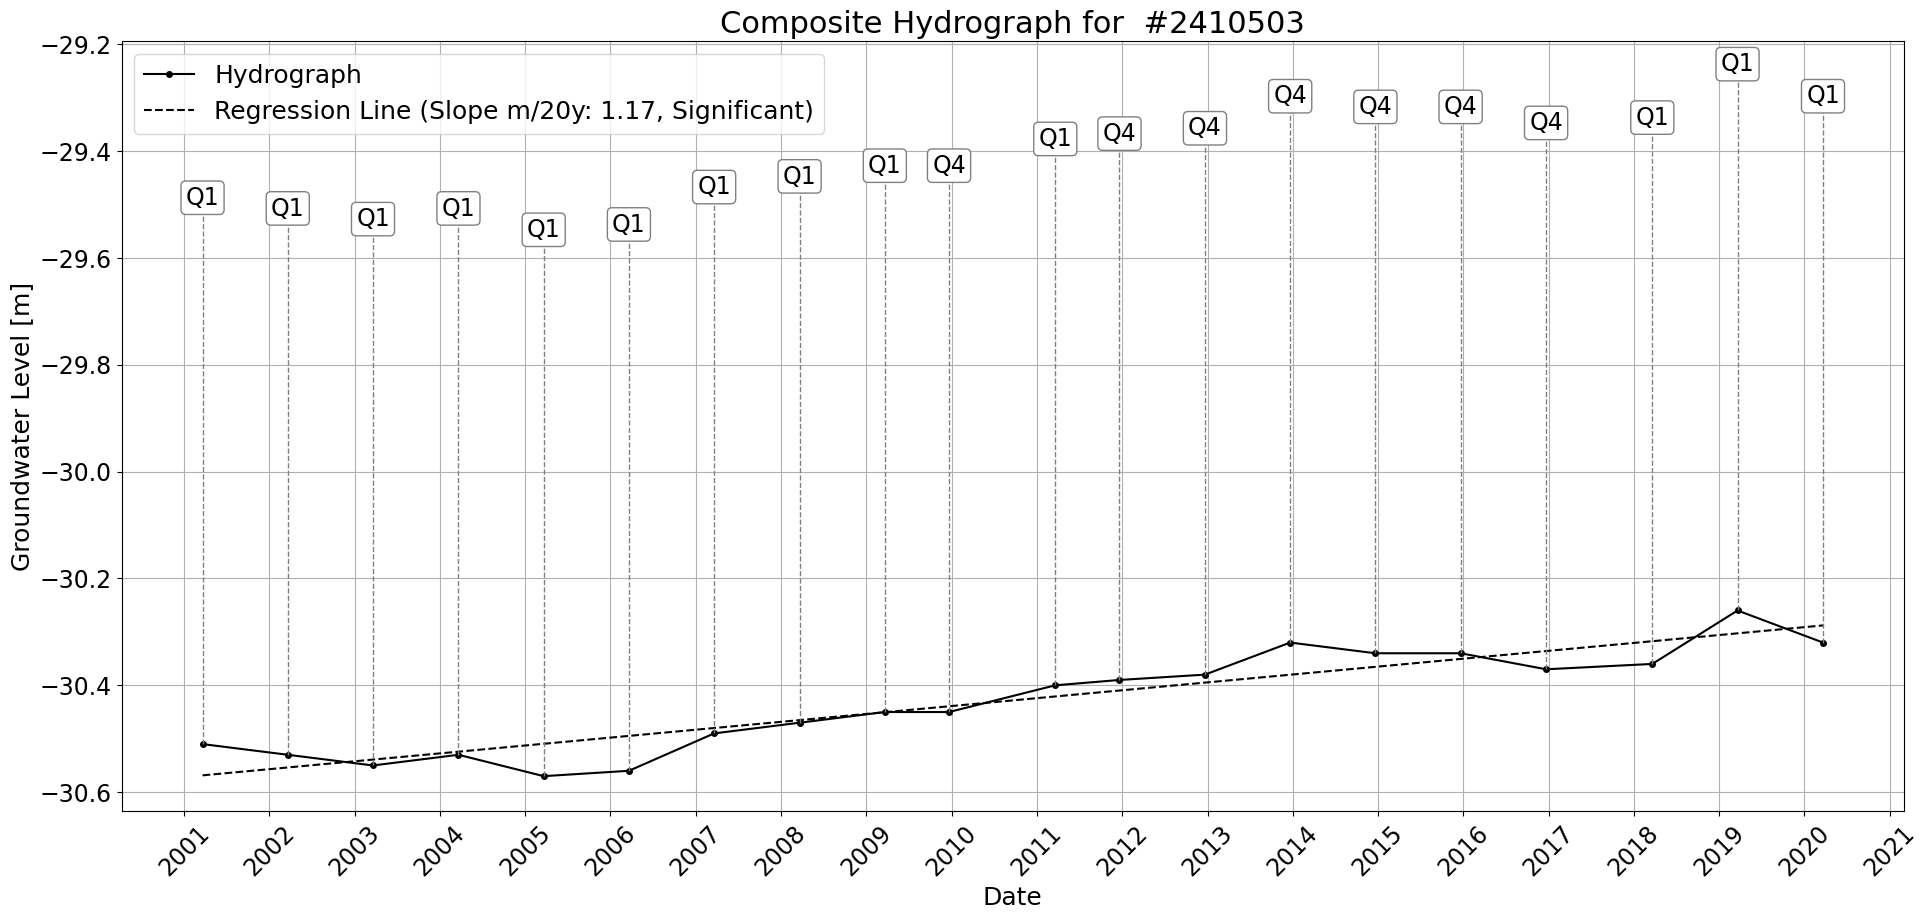 Composite Hydrograph for #2410503
Hydrograph
Regression Line (Slope m/20y: 1.17, Significant)
Q1
Q1
Q1
Q1
Q1
Q1
Q1
Q1
Q1
Q4
Q1
Q4
Q4
Q4
Q4
Q4
Q4
Q1
Q1
Q1
Groundwater Level [m]
−29.2
−29.4
−29.6
−29.8
−30.0
−30.2
−30.4
−30.6
2001
2002
2003
2004
2005
2006
2007
2008
2009
2010
2011
2012
2013
2014
2015
2016
2017
2018
2019
2020
2021
Date